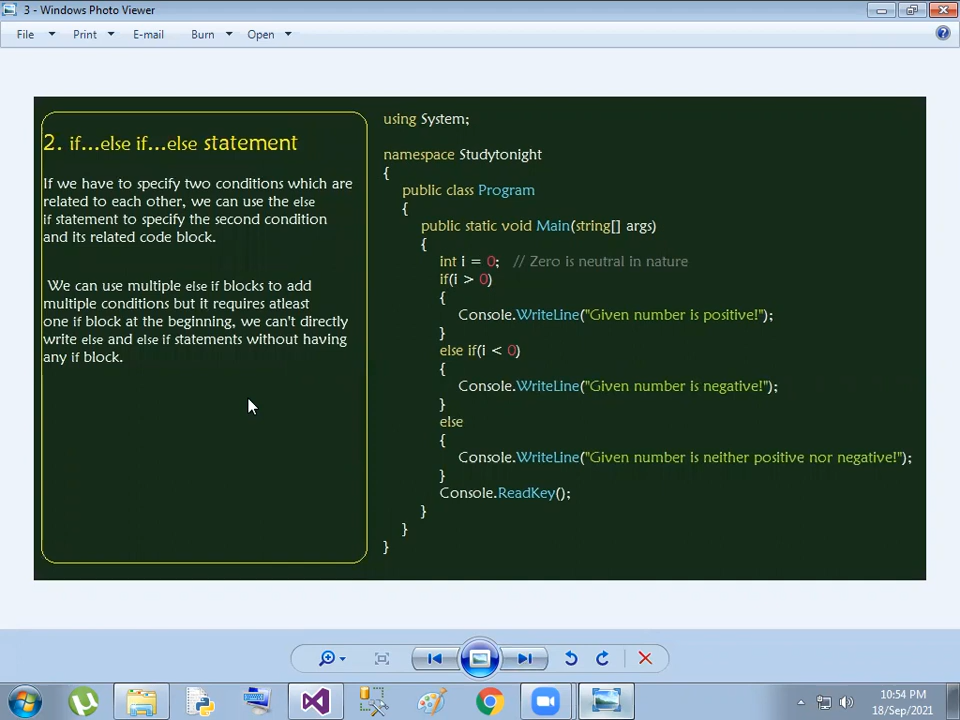 3 - Windows Photo Viewer
File Print E-mail Burn Open
2. if...else if...else statement
If we have to specify two conditions which are
related to each other, we can use the else
if statement to specify the second condition
and its related code block.
We can use multiple else if blocks to add
multiple conditions but it requires atleast
one if block at the beginning, we can't directly
write else and else if statements without having
any if block.
using System;
namespace Studytonight
{
public class Program
{
public static void Main(string[] args)
{
int i = 0; // Zero is neutral in nature
if(i > 0)
{
Console.WriteLine("Given number is positive!");
}
else if(i < 0)
{
Console.WriteLine("Given number is negative!");
}
else
{
Console.WriteLine("Given number is neither positive nor negative!");
}
Console.ReadKey();
}
}
}
10:54 PM
18/Sep/2021